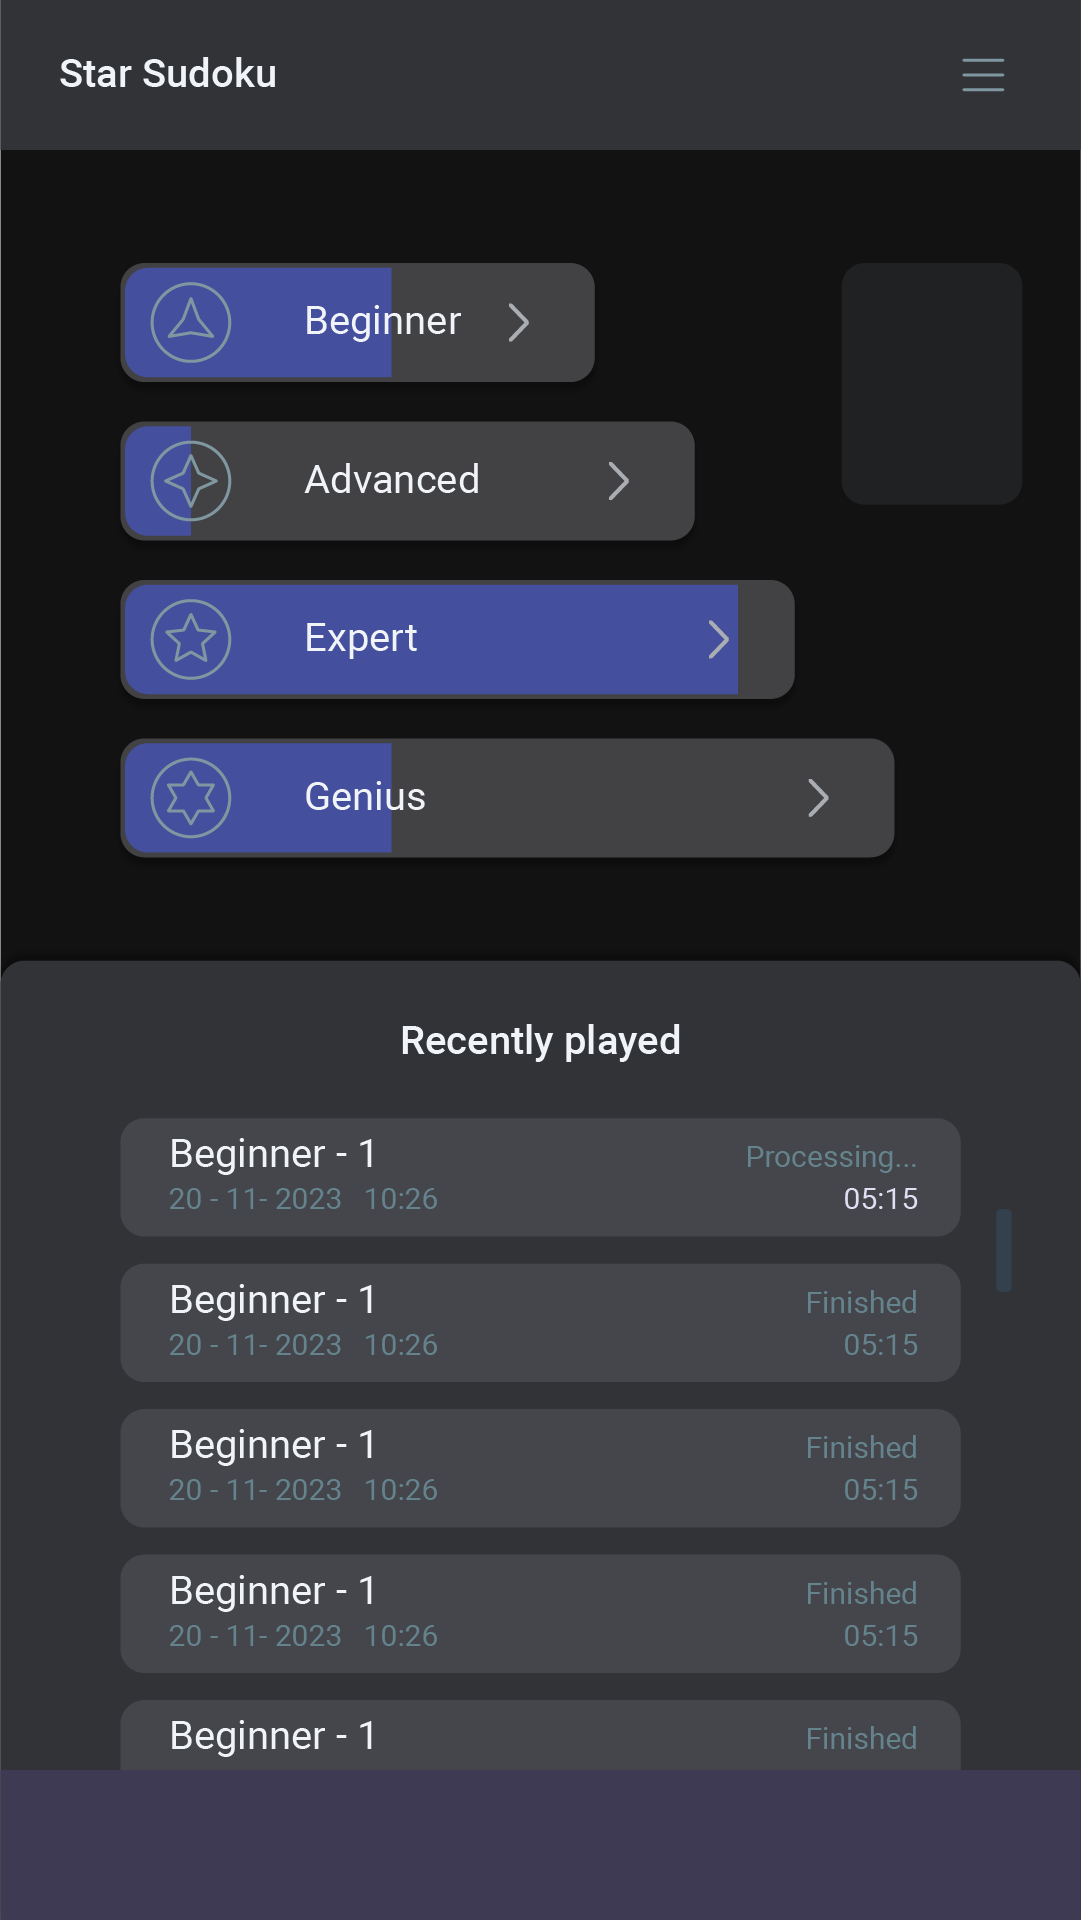 Star Sudoku
Beginner
Advanced
Expert
Genius
Recently played
Beginner - 1
Processing...
20 - 11- 2023 10:26
05:15
Beginner - 1
Finished
20 - 11- 2023 10:26
05:15
Beginner - 1
Finished
20 - 11- 2023 10:26
05:15
Beginner - 1
Finished
20 - 11- 2023 10:26
05:15
Beginner - 1
Finished